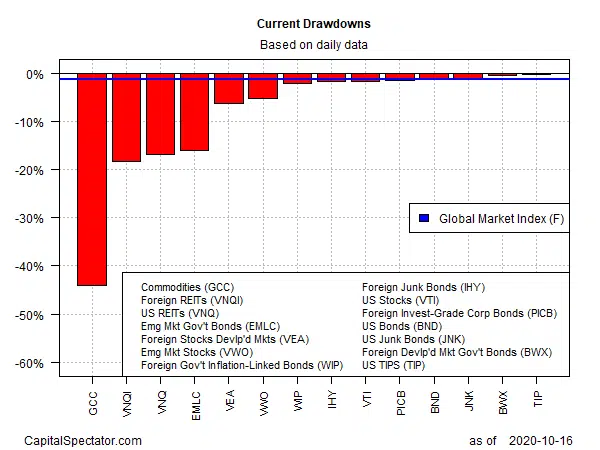 Current Drawdowns
Based on daily data
0%
-10%
-20%
-30%
-40%
-50%
-60%
Global Market Index (F)
Commodities (GCC)
Foreign REITs (VNQI)
US REITs (VNQ)
Emg Mkt Gov't Bonds (EMLC)
Foreign Stocks Devlp'd Mkts (VEA)
Emg Mkt Stocks (VWO)
Foreign Gov't Inflation-Linked Bonds (WIP)
Foreign Junk Bonds (IHY)
US Stocks (VTI)
Foreign Invest-Grade Corp Bonds (PICB)
US Bonds (BND)
US Junk Bonds (JNK)
Foreign Devlp'd Mkt Gov't Bonds (BWX)
US TIPS (TIP)
GCC
VNQI
VNQ
EMLC
VEA
VWO
WIP
IHY
VTI
PICB
BND
JNK
BWX
TIP
CapitalSpectator.com
as of 2020-10-16